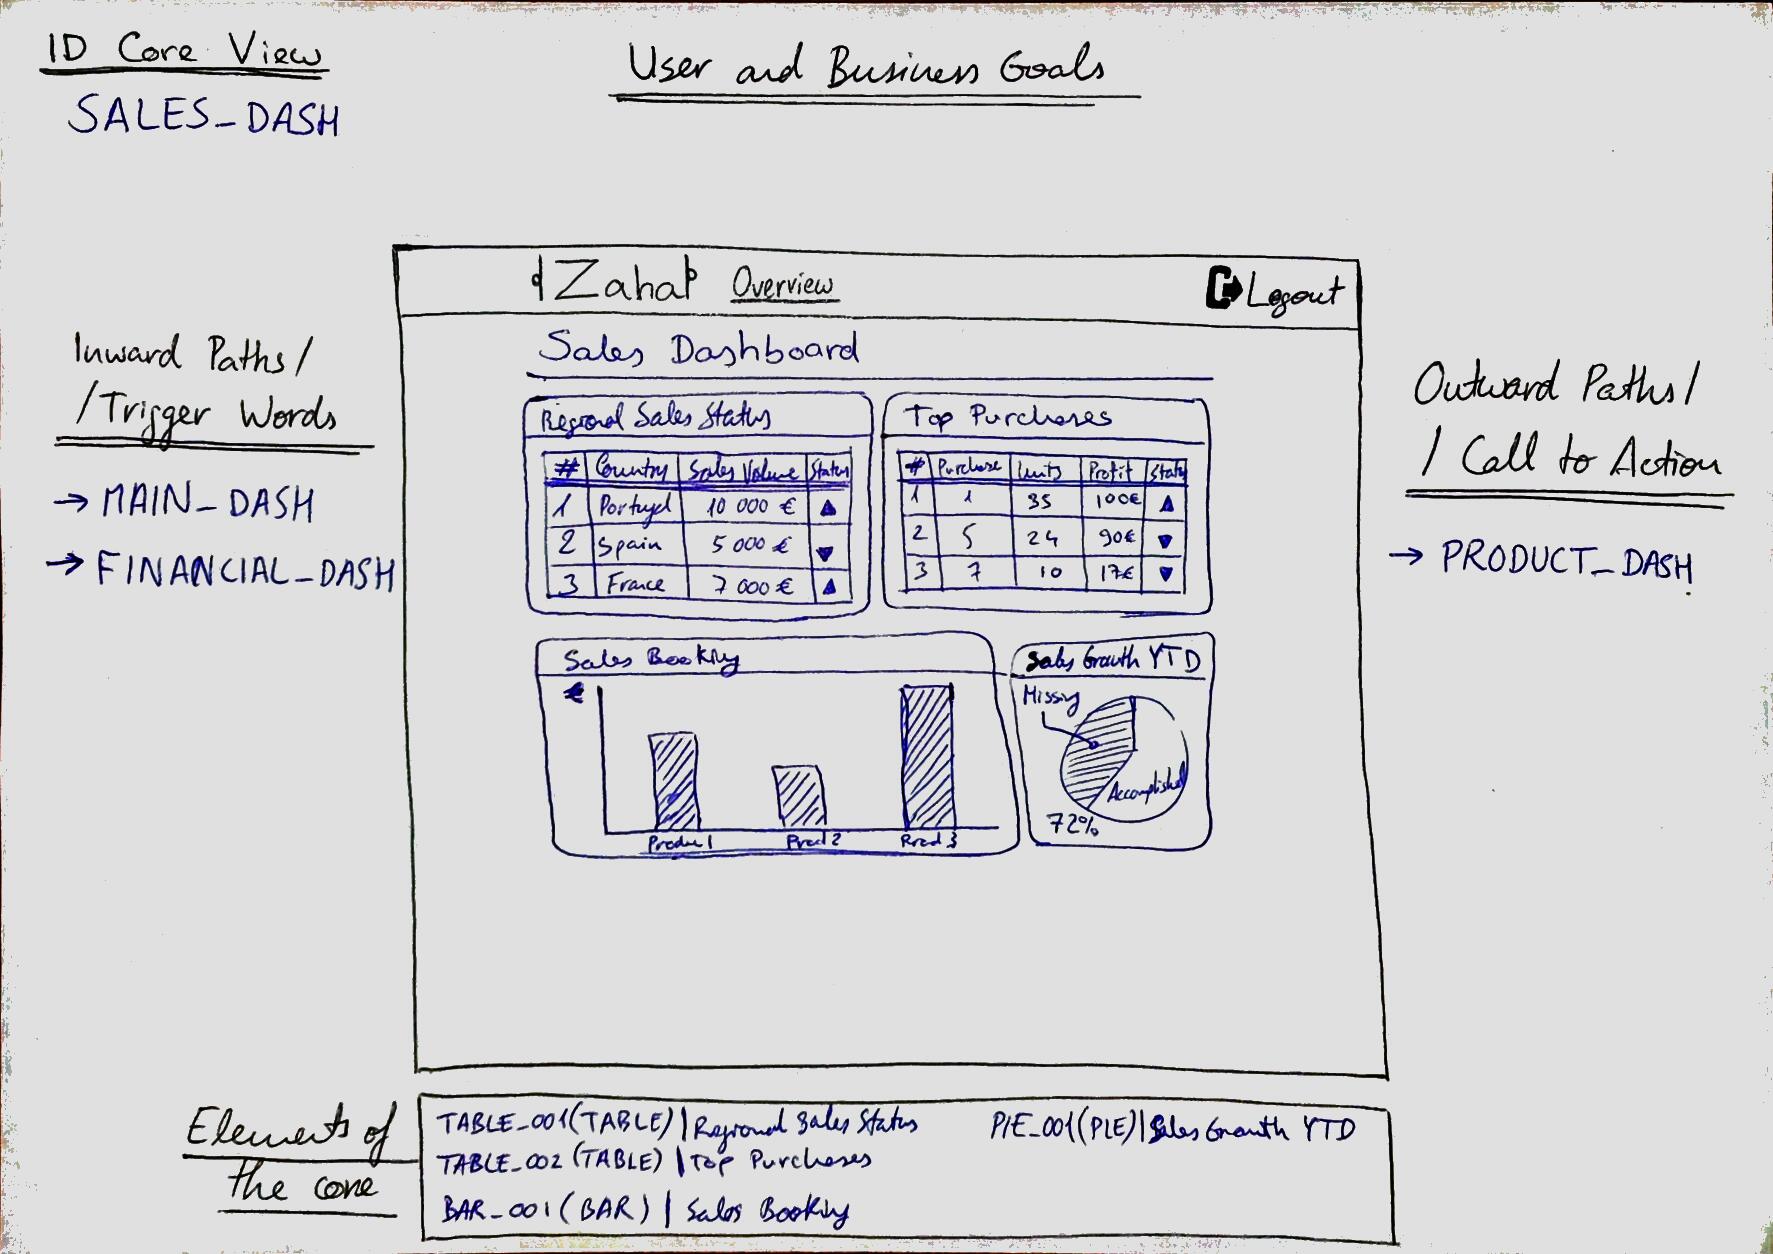 ID Core View
SALES_DASH
User and Business Goals
Zaha Overview
Logout
Sales Dashboard
Inward Paths/
/Trigger Words
→ MAIN_DASH
→ FINANCIAL_DASH
Regional Sales Status
# Country Sales Volume Status
1 Portugal 10 000 € ▲
2 Spain 5 000 € ▼
3 France 7 000 € ▲
Top Purchases
# Purchase Units Profit Status
1 1 35 100€ ▲
2 5 24 90€ ▼
3 7 10 17€ ▼
Outward Paths/
/ Call to Action
→ PRODUCT_DASH
Sales Booking
€
Produ 1 Prod 2 Prod 3
Sales Growth YTD
Missing
Accomplished
72%
Elements of
the core
TABLE_001(TABLE) | Regional Sales Status
TABLE_002 (TABLE) | Top Purchases
BAR_001 (BAR) | Sales Booking
PIE_001(PIE) | Sales Growth YTD